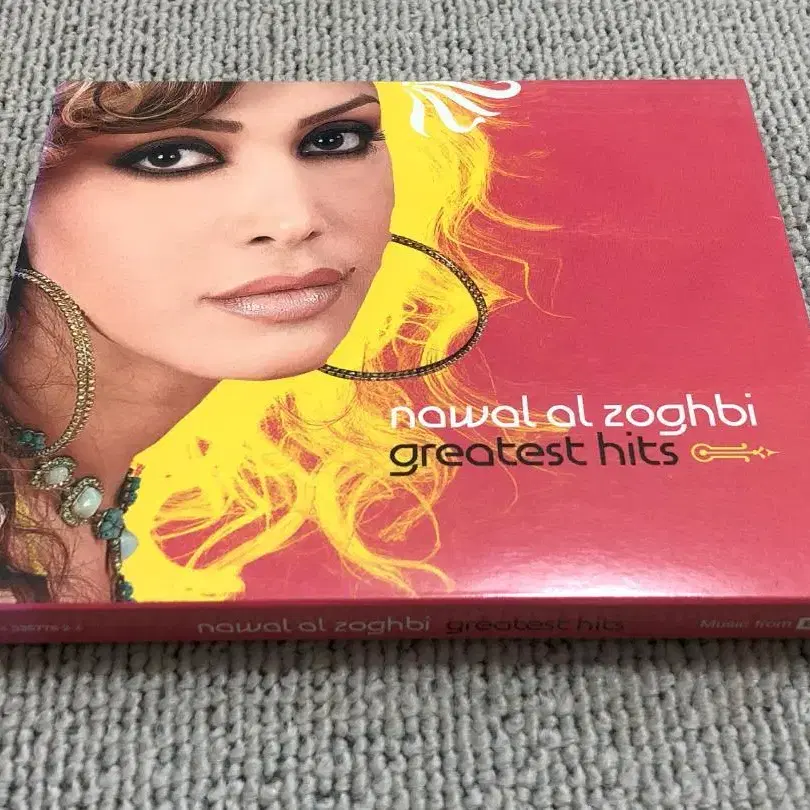 nawal al zoghbi
greatest hits
nawal al zoghbi greatest hits
Music from